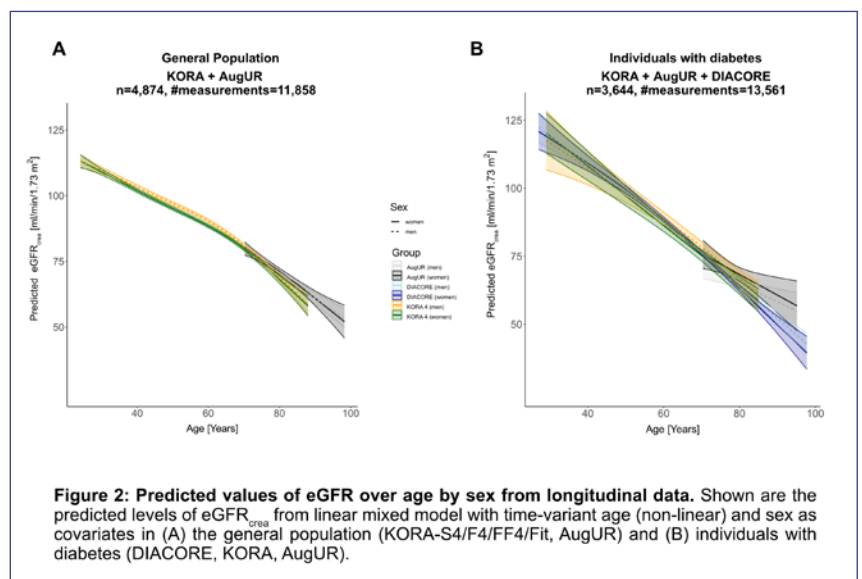 A
General Population
KORA + AugUR
n=4,874, #measurements=11,858
Predicted eGFRcrea [ml/min/1.73 m²]
125
100
75
50
40
60
80
100
Age [Years]
Sex
women
men
Group
AugUR (men)
AugUR (women)
DIACORE (men)
DIACORE (women)
KORA 4 (men)
KORA 4 (women)
B
Individuals with diabetes
KORA + AugUR + DIACORE
n=3,644, #measurements=13,561
Predicted eGFRcrea [ml/min/1.73 m²]
125
100
75
50
40
60
80
100
Age [Years]
Figure 2: Predicted values of eGFR over age by sex from longitudinal data. Shown are the
predicted levels of eGFRcrea from linear mixed model with time-variant age (non-linear) and sex as
covariates in (A) the general population (KORA-S4/F4/FF4/Fit, AugUR) and (B) individuals with
diabetes (DIACORE, KORA, AugUR).